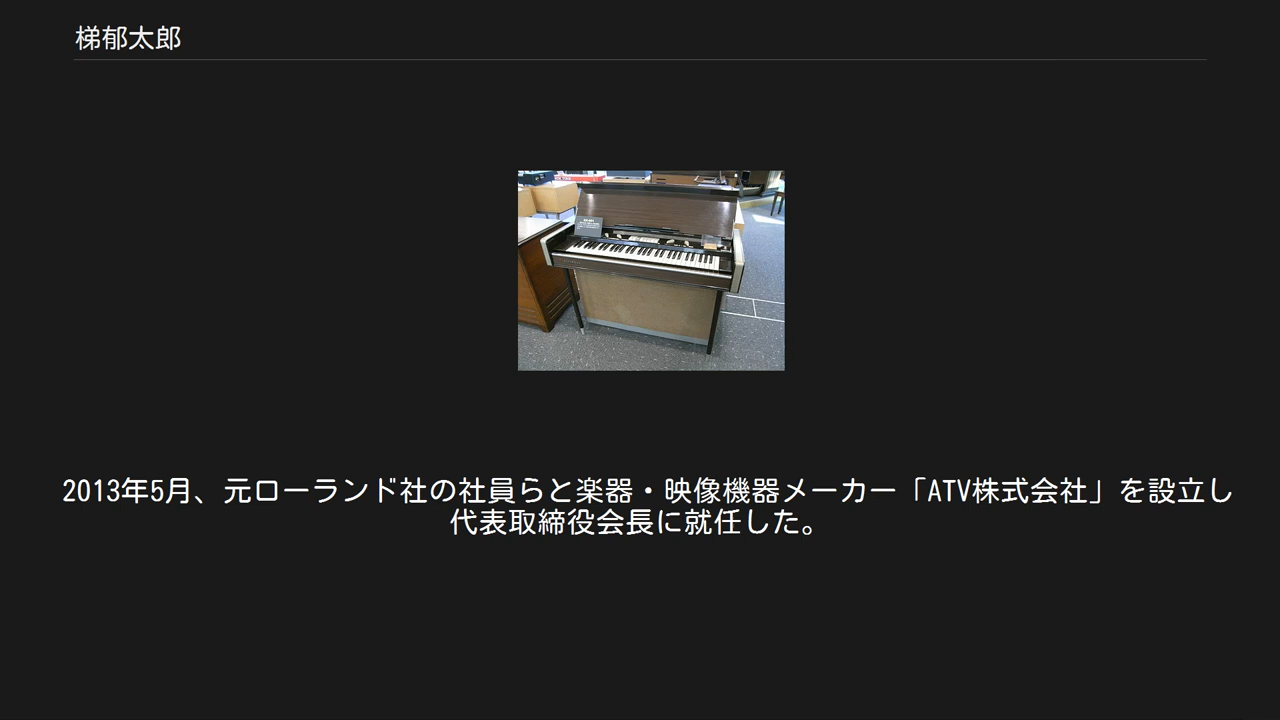 梯郁太郎
2013年5月、元ローランド社の社員らと楽器・映像機器メーカー「ATV株式会社」を設立し
代表取締役会長に就任した。